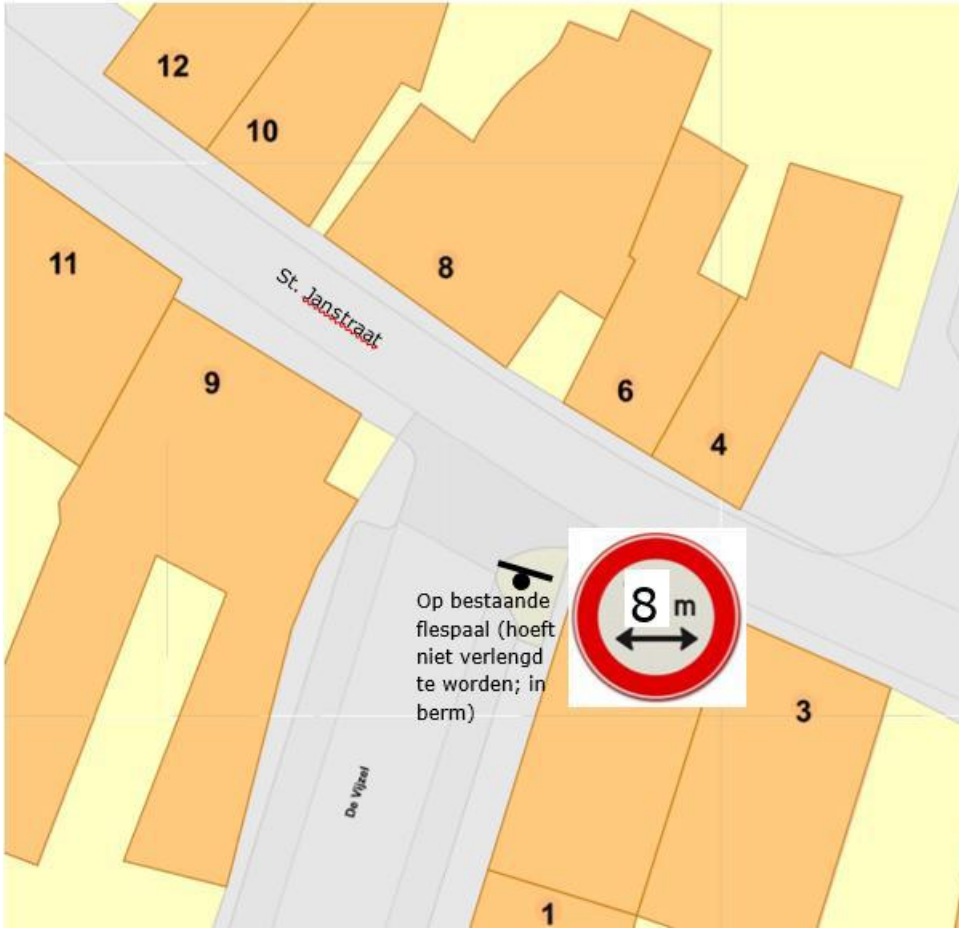 12
10
11
8
St. Janstraat
9
6
4
8 m
Op bestaande
flespaal (hoeft
niet verlengd
te worden; in
berm)
3
De Vijzel
1